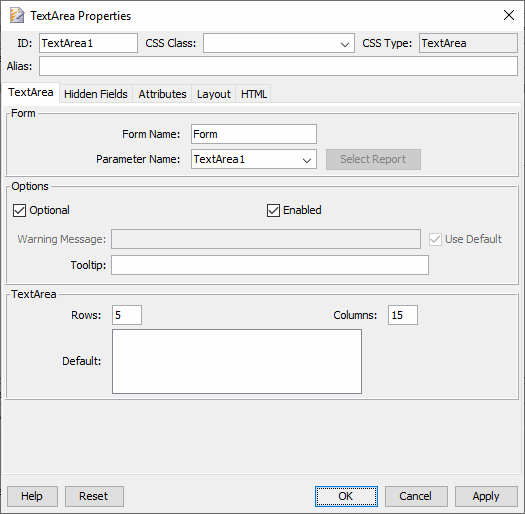 TextArea Properties
ID: TextArea1 CSS Class: CSS Type: TextArea
Alias:
TextArea Hidden Fields Attributes Layout HTML
Form
Form Name: Form
Parameter Name: TextArea1 Select Report
Options
Optional Enabled
Warning Message: Use Default
Tooltip:
TextArea
Rows: 5 Columns: 15
Default:
Help Reset OK Cancel Apply